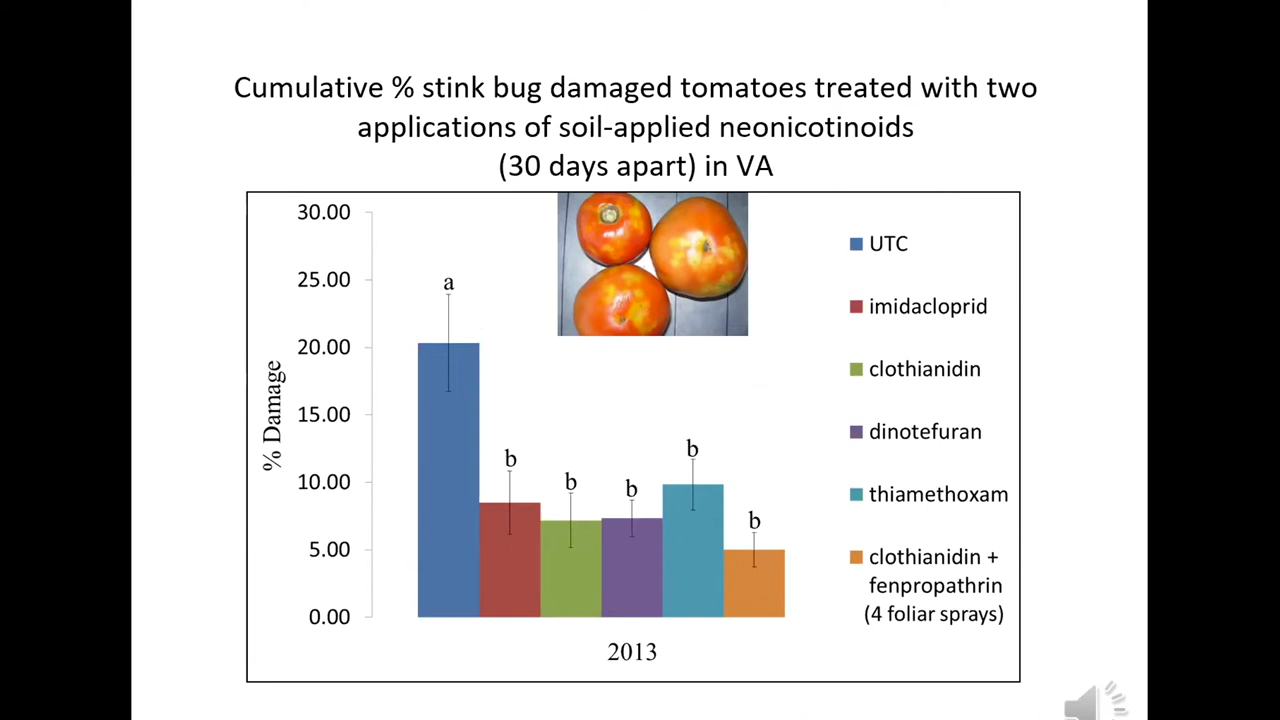 Cumulative % stink bug damaged tomatoes treated with two
applications of soil-applied neonicotinoids
(30 days apart) in VA
30.00
25.00
20.00
15.00
10.00
5.00
0.00
% Damage
a
b
b
b
b
b
2013
UTC
imidacloprid
clothianidin
dinotefuran
thiamethoxam
clothianidin +
fenpropathrin
(4 foliar sprays)